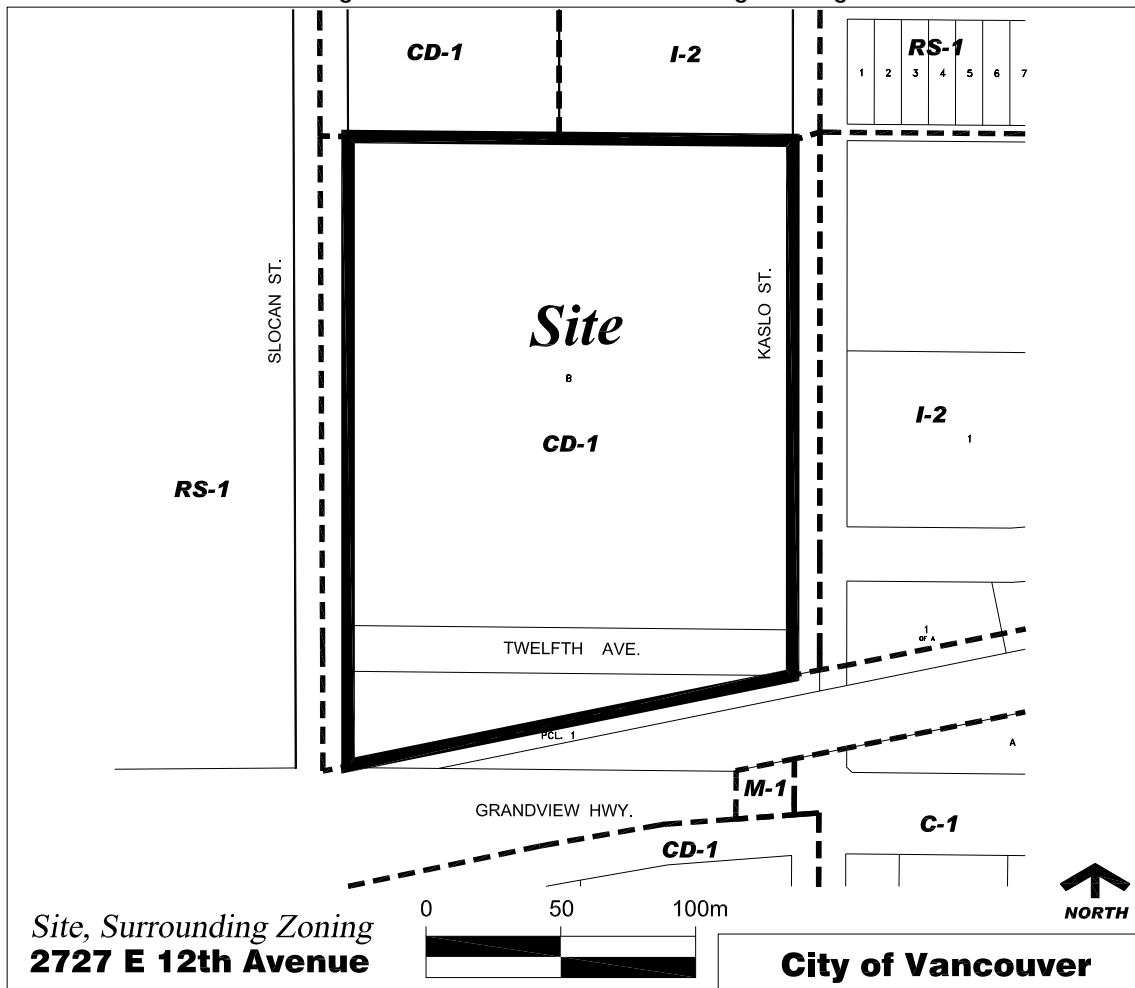 CD-1
I-2
RS-1
1 2 3 4 5 6 7
SLOCAN ST.
KASLO ST.
Site
B
CD-1
I-2
1
RS-1
TWELFTH AVE.
1
OF A
PCL. 1
A
M-1
GRANDVIEW HWY.
C-1
CD-1
NORTH
0 50 100m
Site, Surrounding Zoning
2727 E 12th Avenue
City of Vancouver